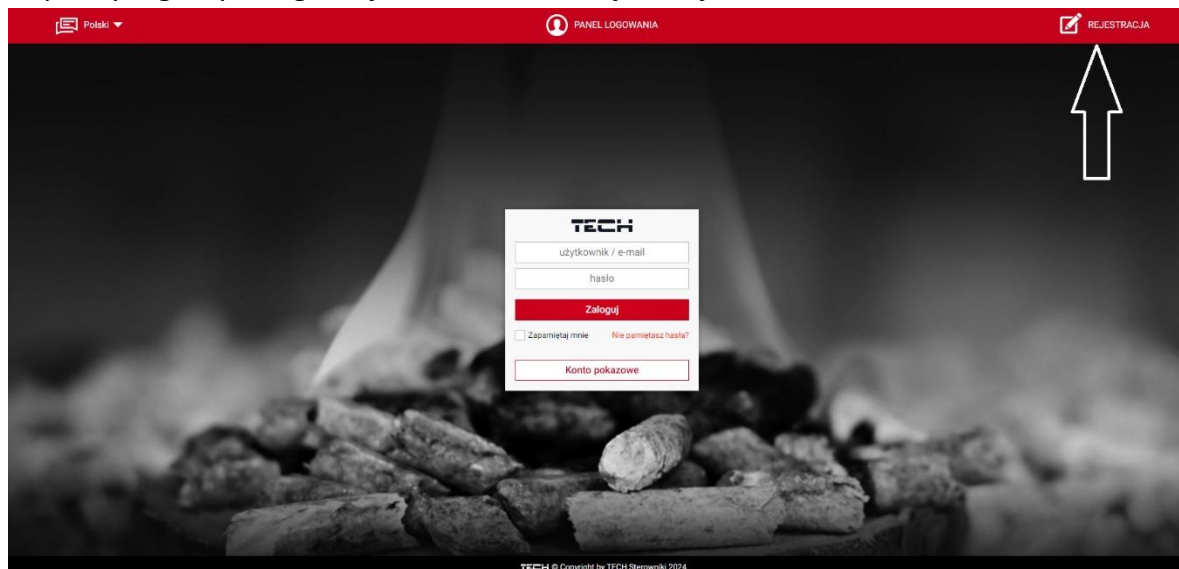 Polski
PANEL LOGOWANIA
REJESTRACJA
TECH
użytkownik / e-mail
hasło
Zaloguj
Zapamiętaj mnie
Nie pamiętasz hasła?
Konto pokazowe
TECH © Copyright by TECH Sterowniki 2024